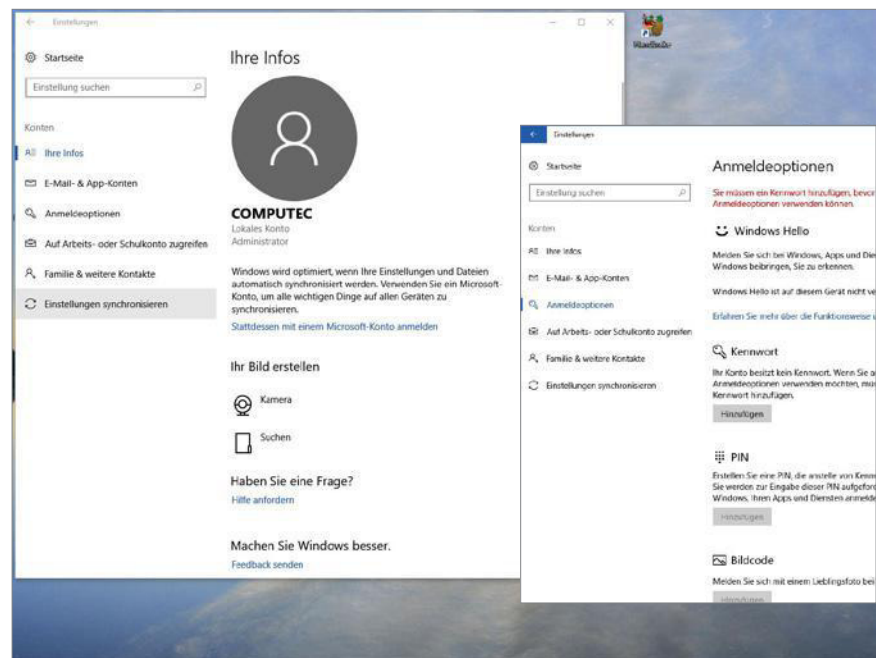 Einstellungen
Startseite
Einstellung suchen
Konten
Ihre Infos
E-Mail- & App-Konten
Anmeldeoptionen
Auf Arbeits- oder Schulkonto zugreifen
Familie & weitere Kontakte
Einstellungen synchronisieren
Ihre Infos
COMPUTEC
Lokales Konto
Administrator
Windows wird optimiert, wenn Ihre Einstellungen und Dateien
automatisch synchronisiert werden. Verwenden Sie ein Microsoft-
Konto, um alle wichtigen Dinge auf allen Geräten zu
synchronisieren.
Stattdessen mit einem Microsoft-Konto anmelden
Ihr Bild erstellen
Kamera
Suchen
Haben Sie eine Frage?
Hilfe anfordern
Machen Sie Windows besser.
Feedback senden
Einstellungen
Startseite
Einstellung suchen
Konten
Ihre Infos
E-Mail- & App-Konten
Anmeldeoptionen
Auf Arbeits- oder Schulkonto zugreifen
Familie & weitere Kontakte
Einstellungen synchronisieren
Anmeldeoptionen
Sie müssen ein Kennwort hinzufügen, bevor
Anmeldeoptionen verwenden können.
Windows Hello
Melden Sie sich bei Windows, Apps und Die
Windows beibringen, Sie zu erkennen.
Windows Hello ist auf diesem Gerät nicht ve
Erfahren Sie mehr über die Funktionsweise u
Kennwort
Ihr Konto besitzt kein Kennwort. Wenn Sie a
Anmeldeoptionen verwenden möchten, müs
Kennwort hinzufügen.
Hinzufügen
PIN
Erstellen Sie eine PIN, die anstelle von Kenn
Sie werden zur Eingabe dieser PIN aufgeford
Windows, Ihren Apps und Diensten anmelde
Hinzufügen
Bildcode
Melden Sie sich mit einem Lieblingsfoto bei
Hinzufügen